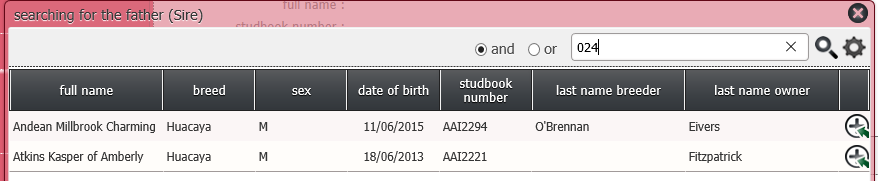 full name :
searching for the father (Sire)
studbook number :
and or 024
full name breed sex date of birth studbook number last name breeder last name owner
Andean Millbrook Charming Huacaya M 11/06/2015 AAI2294 O'Brennan Eivers
Atkins Kasper of Amberly Huacaya M 18/06/2013 AAI2221 Fitzpatrick